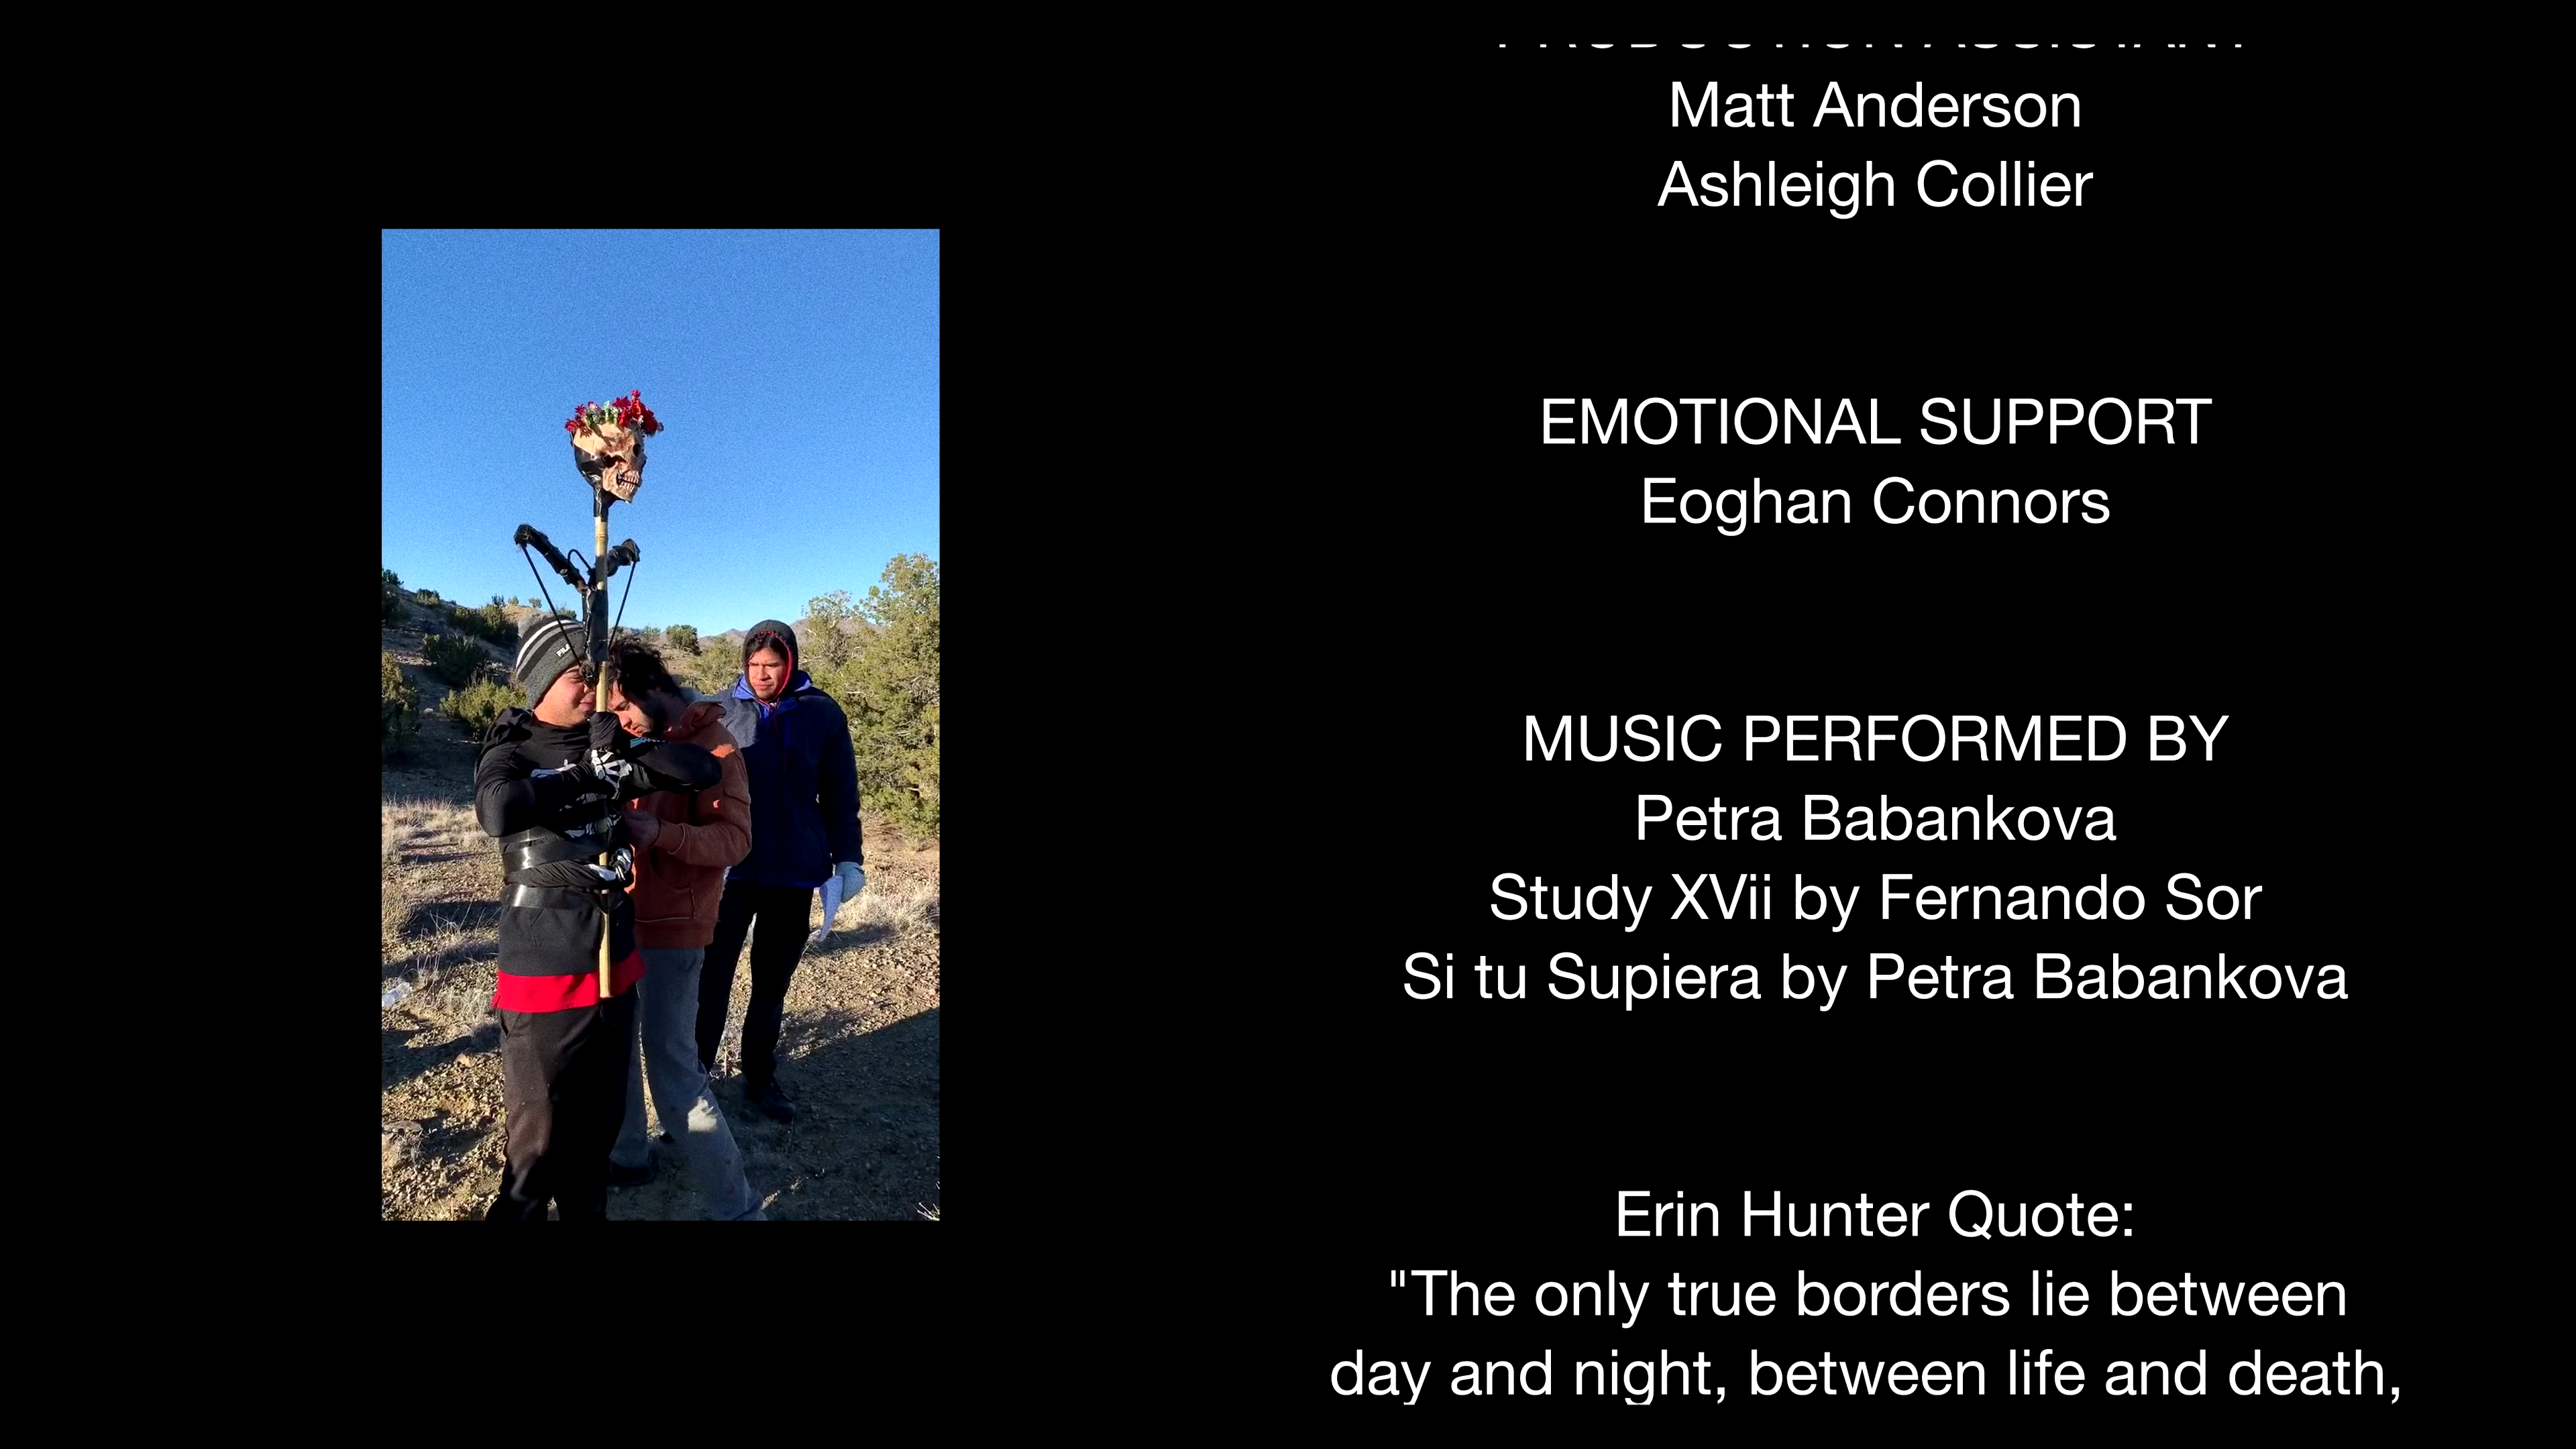 PRODUCTION ASSISTANT
Matt Anderson
Ashleigh Collier
EMOTIONAL SUPPORT
Eoghan Connors
MUSIC PERFORMED BY
Petra Babankova
Study XVii by Fernando Sor
Si tu Supiera by Petra Babankova
Erin Hunter Quote:
"The only true borders lie between
day and night, between life and death,